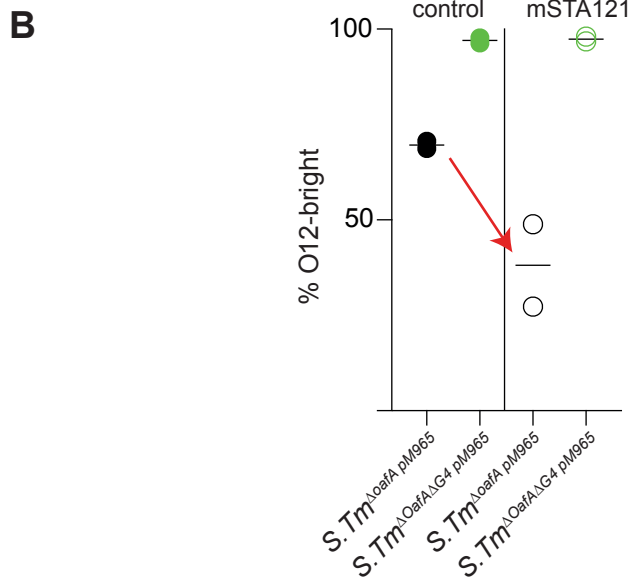 B
control mSTA121
100
50
% O12-bright
S.Tm^ΔoafA pM965
S.Tm^ΔOafAΔG4 pM965
S.Tm^ΔoafA pM965
S.Tm^ΔOafAΔG4 pM965